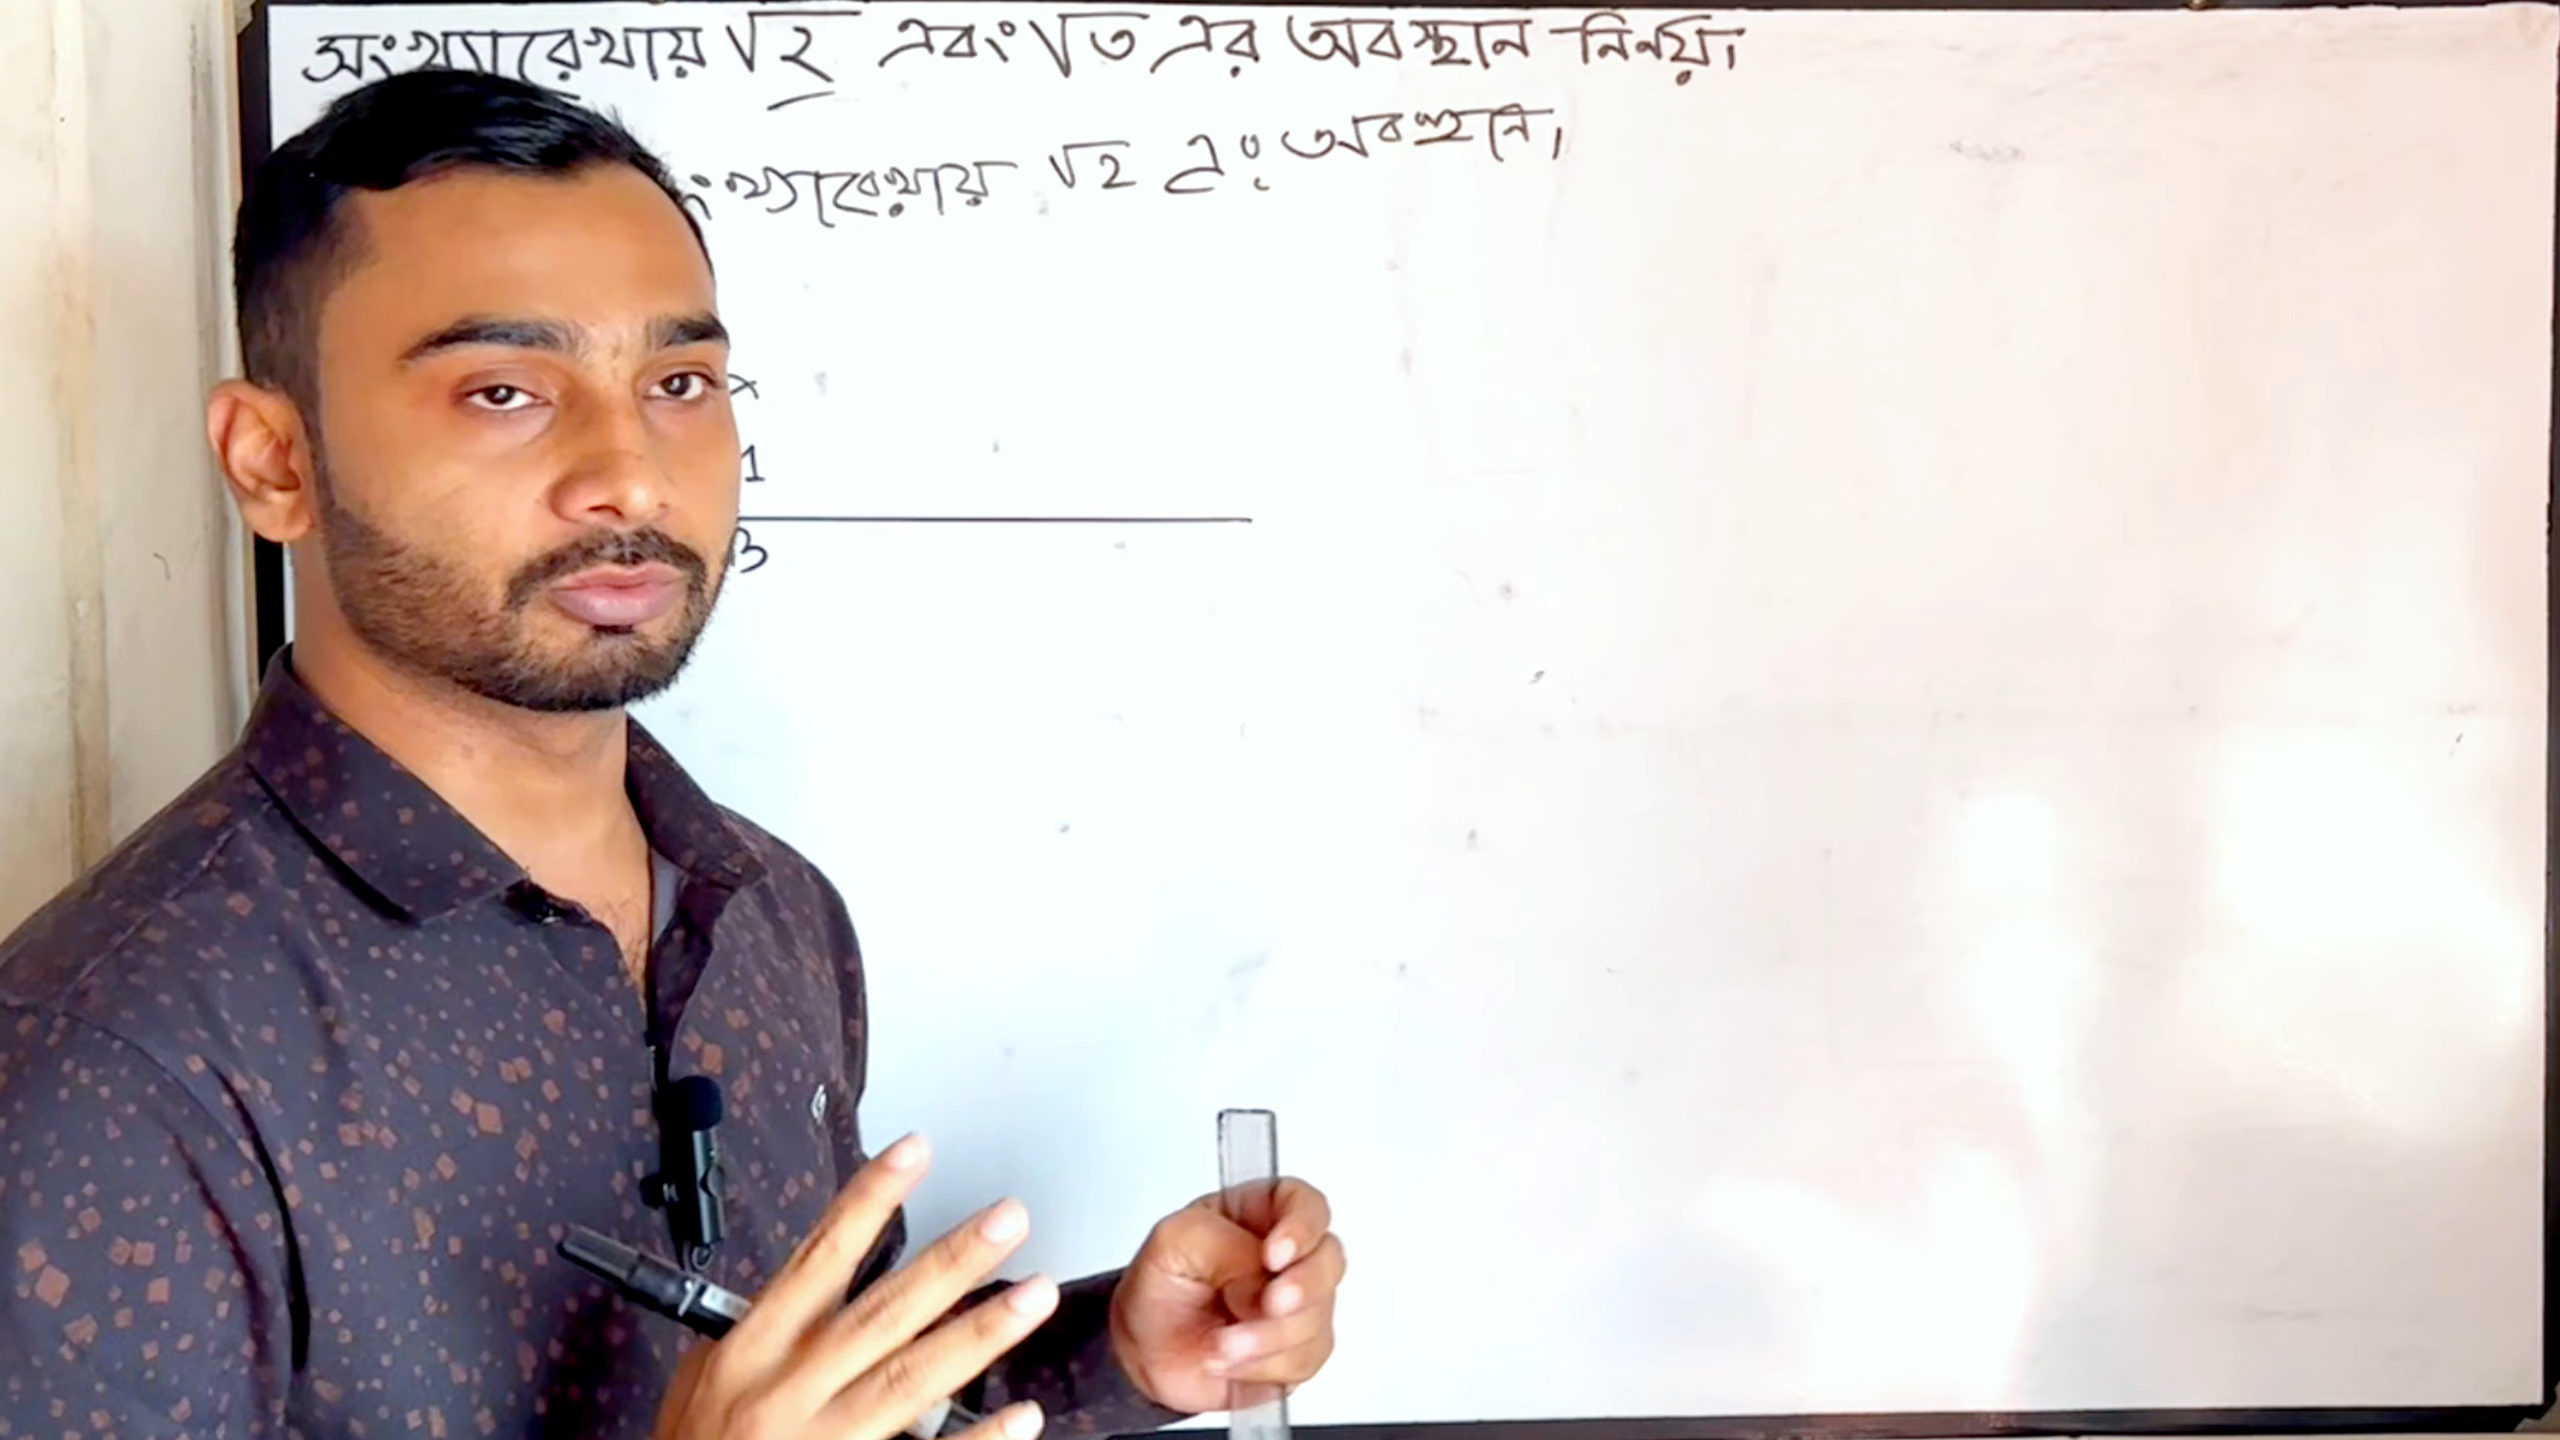 সংখ্যারেখায় √২ এবং √৩ এর অবস্থান নির্ণয়।
সংখ্যারেখায় √2 এর অবস্থান।
1
B